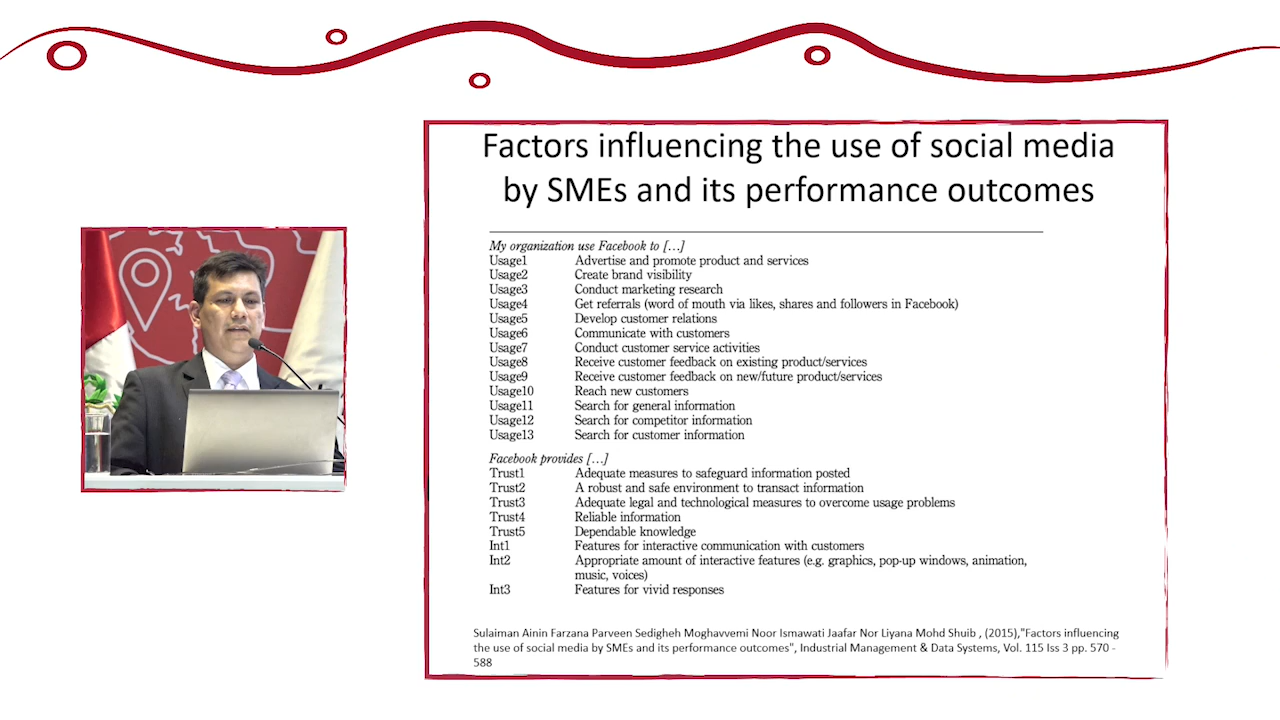 Factors influencing the use of social media
by SMEs and its performance outcomes
My organization use Facebook to [...]
Usage1 Advertise and promote product and services
Usage2 Create brand visibility
Usage3 Conduct marketing research
Usage4 Get referrals (word of mouth via likes, shares and followers in Facebook)
Usage5 Develop customer relations
Usage6 Communicate with customers
Usage7 Conduct customer service activities
Usage8 Receive customer feedback on existing product/services
Usage9 Receive customer feedback on new/future product/services
Usage10 Reach new customers
Usage11 Search for general information
Usage12 Search for competitor information
Usage13 Search for customer information
Facebook provides [...]
Trust1 Adequate measures to safeguard information posted
Trust2 A robust and safe environment to transact information
Trust3 Adequate legal and technological measures to overcome usage problems
Trust4 Reliable information
Trust5 Dependable knowledge
Int1 Features for interactive communication with customers
Int2 Appropriate amount of interactive features (e.g. graphics, pop-up windows, animation,
music, voices)
Int3 Features for vivid responses
Sulaiman Ainin Farzana Parveen Sedigheh Moghavvemi Noor Ismawati Jaafar Nor Liyana Mohd Shuib , (2015),"Factors influencing
the use of social media by SMEs and its performance outcomes", Industrial Management & Data Systems, Vol. 115 Iss 3 pp. 570 -
588